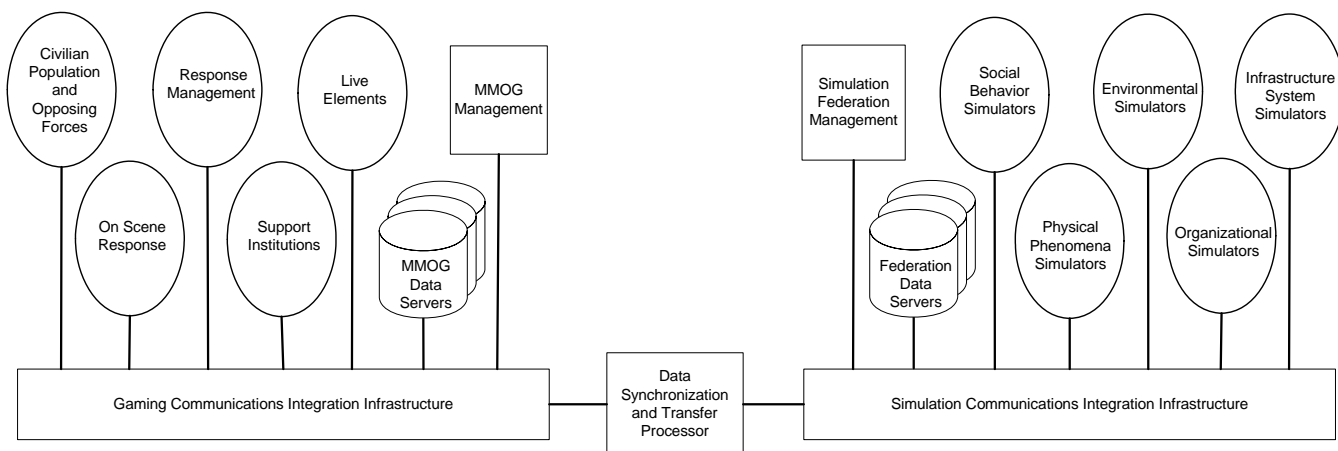 Civilian
Population
and
Opposing
Forces
Response
Management
Live
Elements
MMOG
Management
On Scene
Response
Support
Institutions
MMOG
Data
Servers
Gaming Communications Integration Infrastructure
Data
Synchronization
and Transfer
Processor
Simulation
Federation
Management
Social
Behavior
Simulators
Environmental
Simulators
Infrastructure
System
Simulators
Federation
Data
Servers
Physical
Phenomena
Simulators
Organizational
Simulators
Simulation Communications Integration Infrastructure